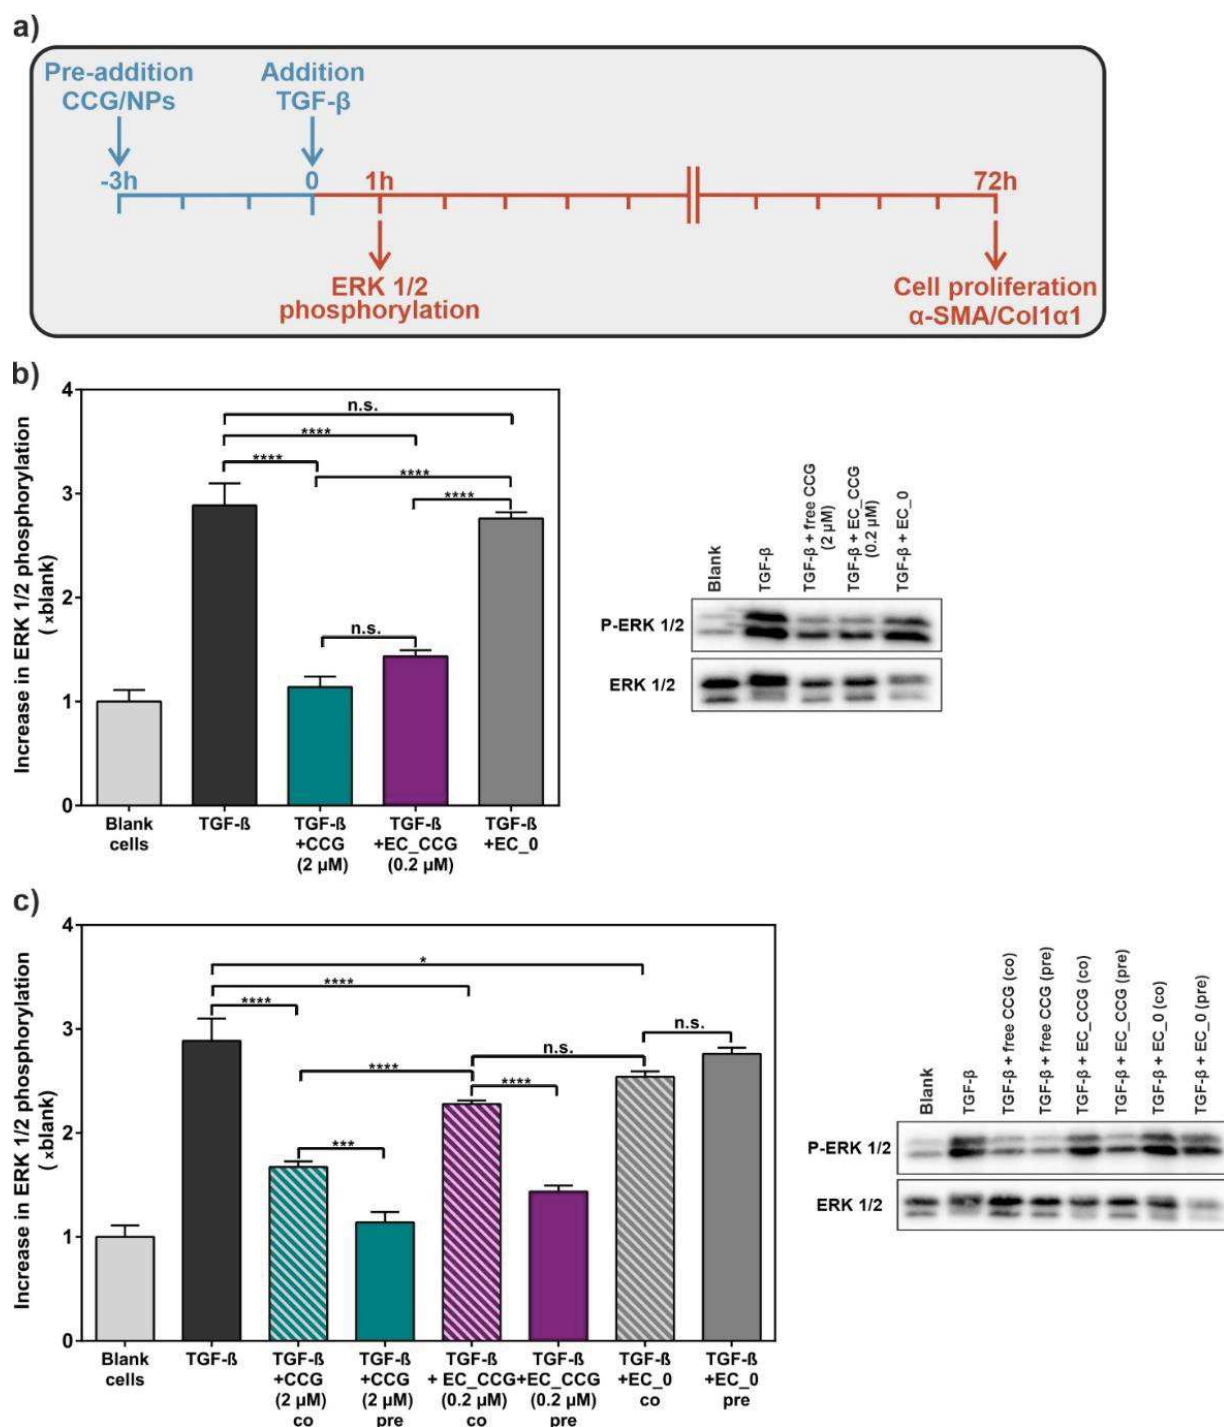 a)
Pre-addition
CCG/NPs
Addition
TGF-β
-3h
0
1h
72h
ERK 1/2
phosphorylation
Cell proliferation
α-SMA/Col1α1
b)
Increase in ERK 1/2 phosphorylation
( xblank)
4
3
2
1
0
n.s.
****
****
****
****
n.s.
Blank
cells
TGF-ß
TGF-ß
+CCG
(2 µM)
TGF-ß
+EC_CCG
(0.2 µM)
TGF-ß
+EC_0
Blank
TGF-β
TGF-β + free CCG
(2 µM)
TGF-β + EC_CCG
(0.2 µM)
TGF-β + EC_0
P-ERK 1/2
ERK 1/2
c)
Increase in ERK 1/2 phosphorylation
( xblank)
4
3
2
1
0
*
****
****
n.s.
n.s.
****
****
***
Blank
cells
TGF-ß
TGF-ß
+CCG
(2 µM)
co
TGF-ß
+CCG
(2 µM)
pre
TGF-ß
+ EC_CCG
(0.2 µM)
co
TGF-ß
+EC_CCG
(0.2 µM)
pre
TGF-ß
+EC_0
co
TGF-ß
+EC_0
pre
Blank
TGF-β
TGF-β + free CCG (co)
TGF-β + free CCG (pre)
TGF-β + EC_CCG (co)
TGF-β + EC_CCG (pre)
TGF-β + EC_0 (co)
TGF-β + EC_0 (pre)
P-ERK 1/2
ERK 1/2